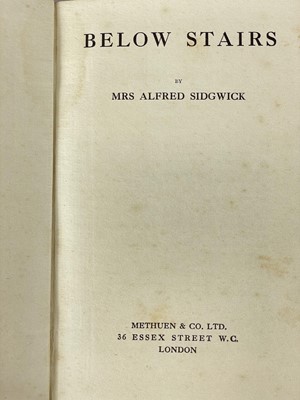 BELOW STAIRS
BY
MRS ALFRED SIDGWICK
METHUEN & CO. LTD.
36 ESSEX STREET W.C.
LONDON